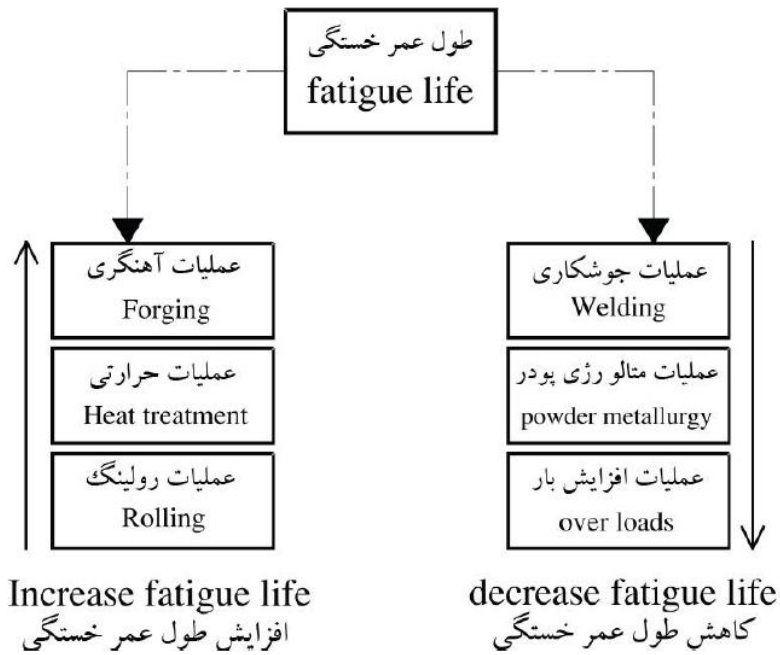 طول عمر خستگی
fatigue life
عملیات آهنگری
Forging
عملیات حرارتی
Heat treatment
عملیات رولینگ
Rolling
Increase fatigue life
افزایش طول عمر خستگی
عملیات جوشکاری
Welding
عملیات متالو رژی پودر
powder metallurgy
عملیات افزایش بار
over loads
decrease fatigue life
کاهش طول عمر خستگی